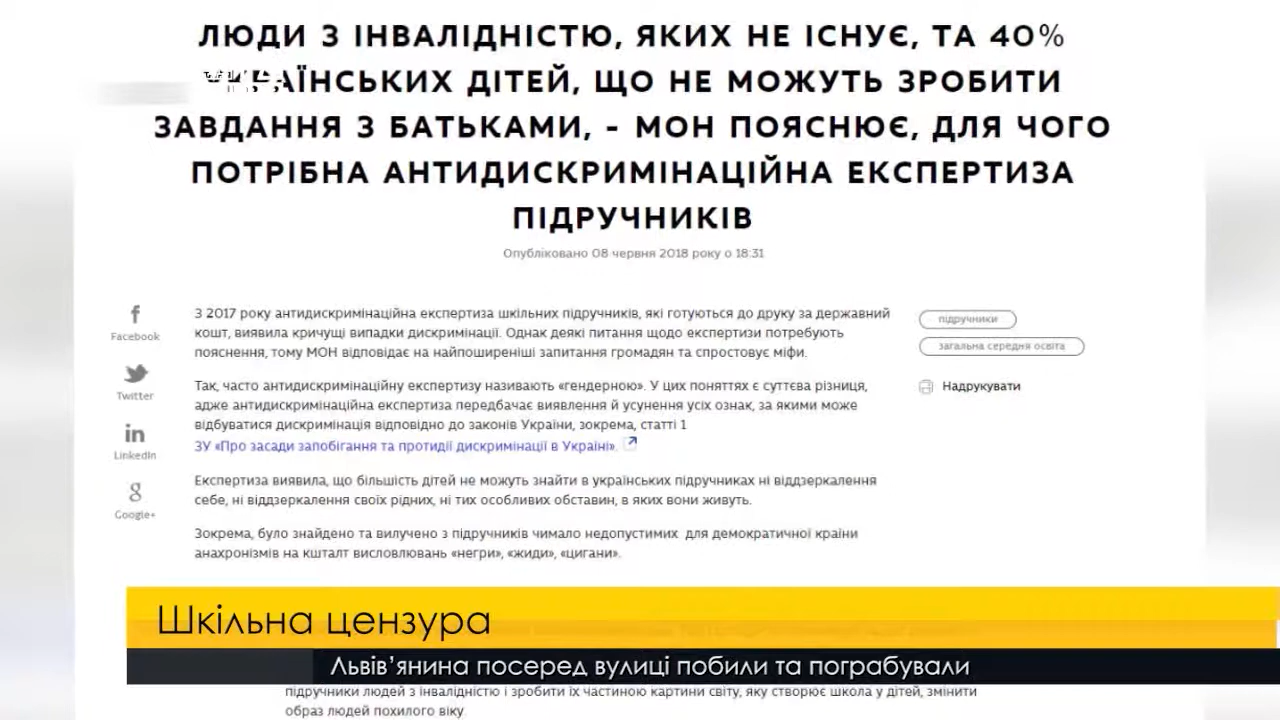 ЛЮДИ З ІНВАЛІДНІСТЮ, ЯКИХ НЕ ІСНУЄ, ТА 40%
ДІТЕЙ, ЩО НЕ МОЖУТЬ ЗРОБИТИ
ЗАВДАННЯ З БАТЬКАМИ, - МОН ПОЯСНЮЄ, ДЛЯ ЧОГО
ПОТРІБНА АНТИДИСКРИМІНАЦІЙНА ЕКСПЕРТИЗА
ПІДРУЧНИКІВ
Опубліковано 08 червня 2018 року о 18:31
Facebook
Twitter
LinkedIn
Google+
З 2017 року антидискримінаційна експертиза шкільних підручників, які готуються до друку за державний
кошт, виявила кричущі випадки дискримінації. Однак деякі питання щодо експертизи потребують
пояснення, тому МОН відповідає на найпоширеніші запитання громадян та спростовує міфи.
Так, часто антидискримінаційну експертизу називають «гендерною». У цих поняттях є суттєва різниця,
адже антидискримінаційна експертиза передбачає виявлення й усунення усіх ознак, за якими може
відбуватися дискримінація відповідно до законів України, зокрема, статті 1
ЗУ «Про засади запобігання та протидії дискримінації в Україні».
Експертиза виявила, що більшість дітей не можуть знайти в українських підручниках ні віддзеркалення
себе, ні віддзеркалення своїх рідних, ні тих особливих обставин, в яких вони живуть.
Зокрема, було знайдено та вилучено з підручників чимало недопустимих для демократичної країни
анахронізмів на кшталт висловлювань «негри», «жиди», «цигани».
підручники
загальна середня освіта
Надрукувати
Шкільна цензура
Львів'янина посеред вулиці побили та пограбували
підручники людей з інвалідністю і зробити їх частиною картини світу, яку створює школа у дітей, змінити
образ людей похилого віку.